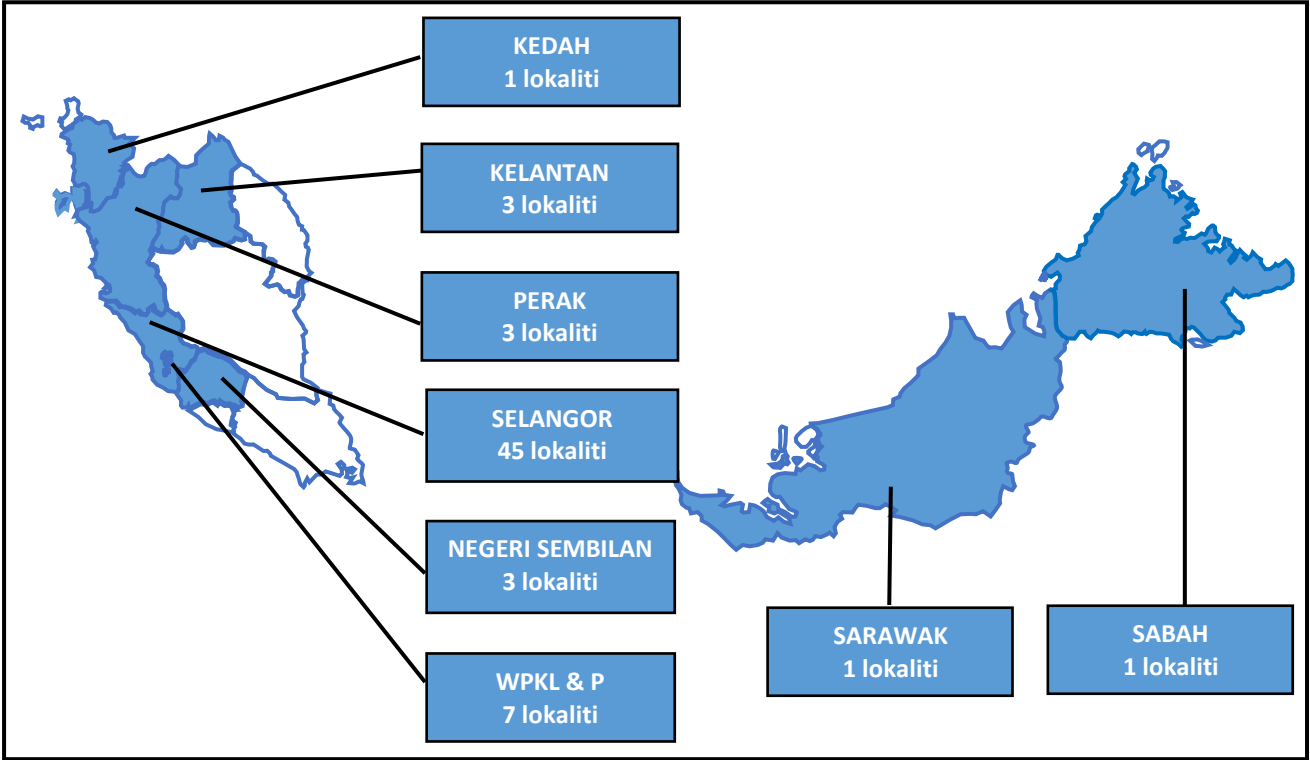 KEDAH
1 lokaliti
KELANTAN
3 lokaliti
PERAK
3 lokaliti
SELANGOR
45 lokaliti
NEGERI SEMBILAN
3 lokaliti
WPKL & P
7 lokaliti
SARAWAK
1 lokaliti
SABAH
1 lokaliti